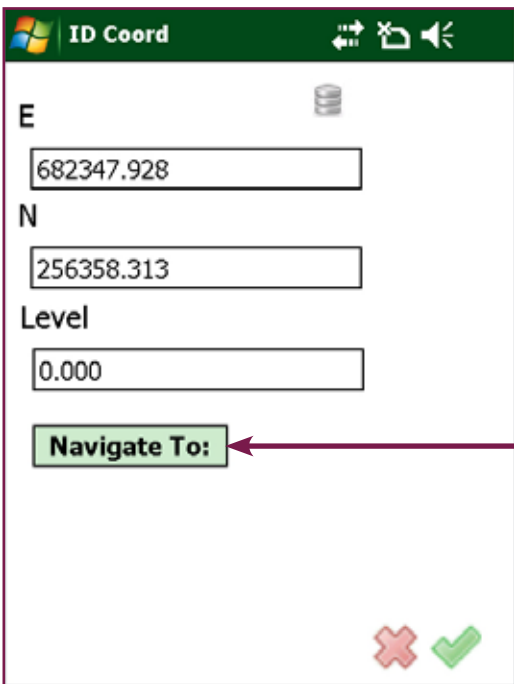 ID Coord
E
682347.928
N
256358.313
Level
0.000
Navigate To: